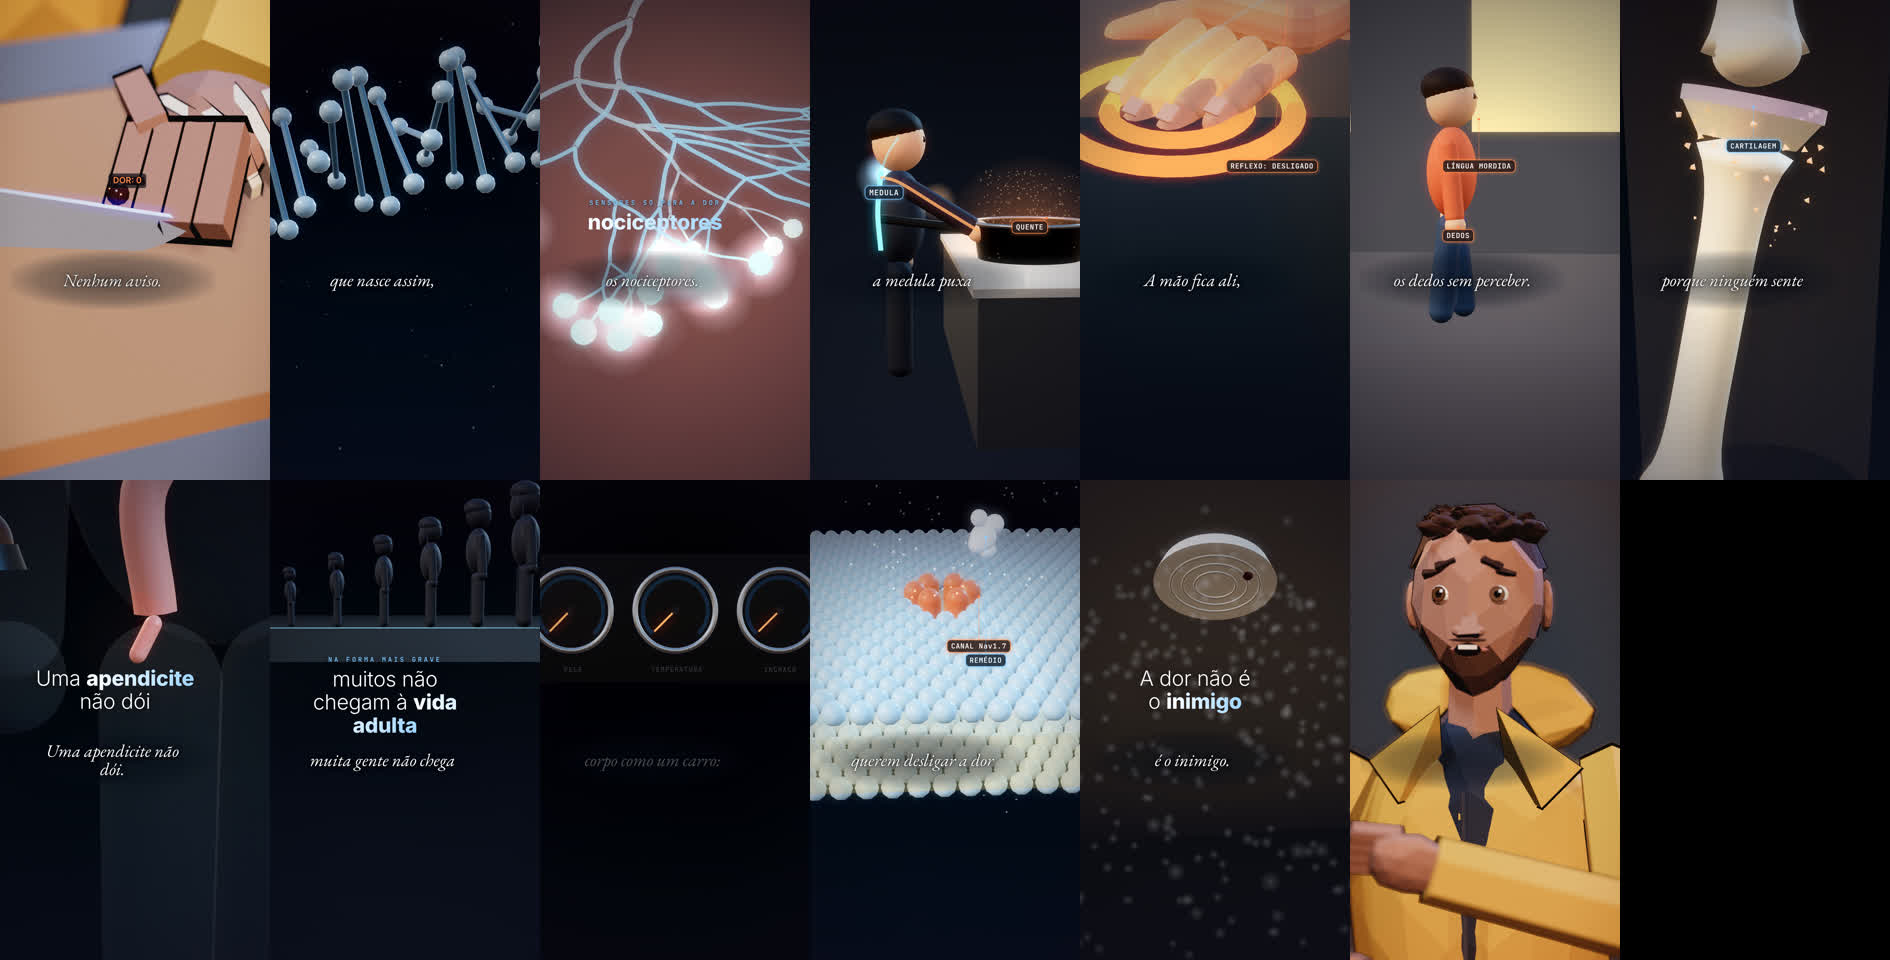 DOR: 0
Nenhum aviso.
que nasce assim,
nociceptores
os nociceptores.
MEDULA
QUENTE
a medula puxa
REFLEXO: DESLIGADO
A mão fica ali,
LÍNGUA MORDIDA
DEDOS
os dedos sem perceber.
CARTILAGEM
porque ninguém sente
Uma apendicite
não dói
Uma apendicite não
dói.
NA FORMA MAIS GRAVE
muitos não
chegam à vida
adulta
muita gente não chega
PELE
TEMPERATURA
corpo como um carro:
CANAL Nav1.7
REMÉDIO
querem desligar a dor
A dor não é
o inimigo
é o inimigo.